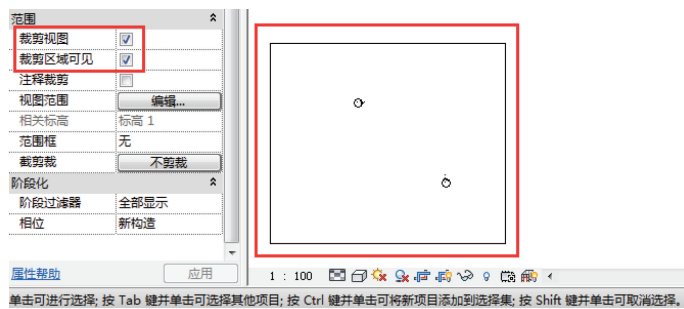 范围
裁剪视图
裁剪区域可见
注释裁剪
视图范围 编辑...
相关标高 标高 1
范围框 无
截剪裁 不剪裁
阶段化
阶段过滤器 全部显示
相位 新构造
属性帮助 应用
1 : 100
单击可进行选择; 按 Tab 键并单击可选择其他项目; 按 Ctrl 键并单击可将新项目添加到选择集; 按 Shift 键并单击可取消选择。